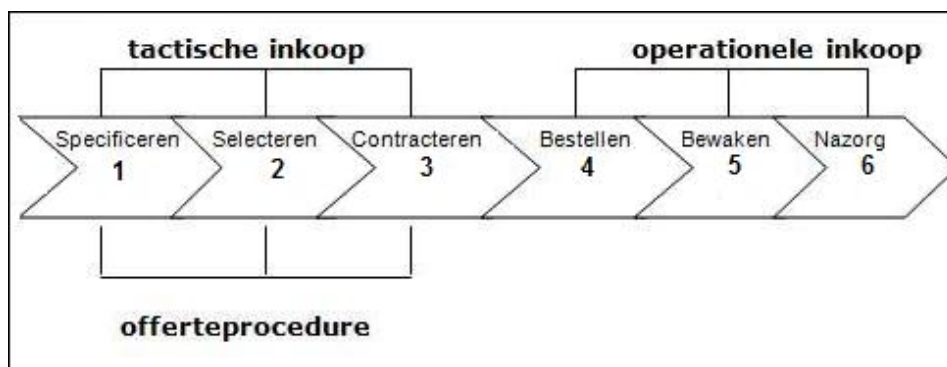 tactische inkoop operationele inkoop
Specificeren Selecteren Contracteren Bestellen Bewaken Nazorg
1 2 3 4 5 6
offerteprocedure